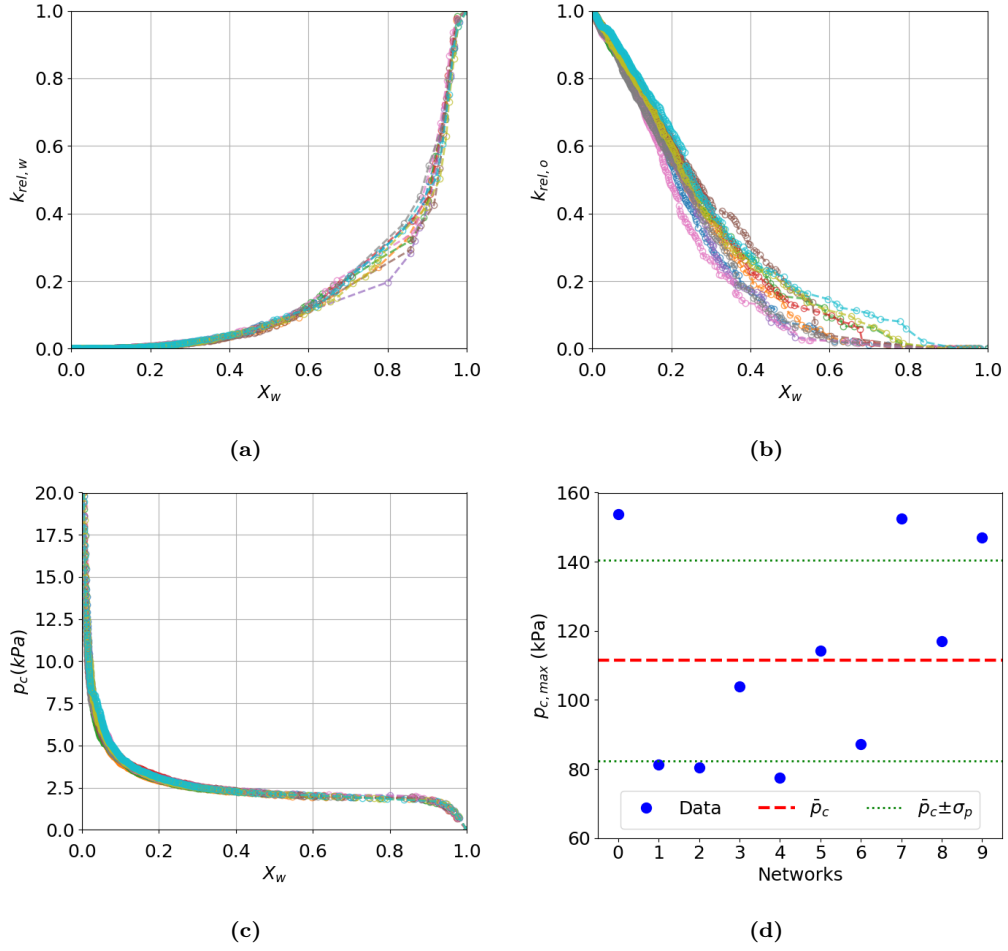 1.0
0.8
0.6
0.4
0.2
0.0
k_{rel,w}
0.0 0.2 0.4 0.6 0.8 1.0
X_w
(a)
1.0
0.8
0.6
0.4
0.2
0.0
k_{rel,o}
0.0 0.2 0.4 0.6 0.8 1.0
X_w
(b)
20.0
17.5
15.0
12.5
10.0
7.5
5.0
2.5
0.0
p_c(kPa)
0.0 0.2 0.4 0.6 0.8 1.0
X_w
(c)
160
140
120
100
80
60
p_{c,max} (kPa)
Data p̄_c p̄_c±σ_p
0 1 2 3 4 5 6 7 8 9
Networks
(d)